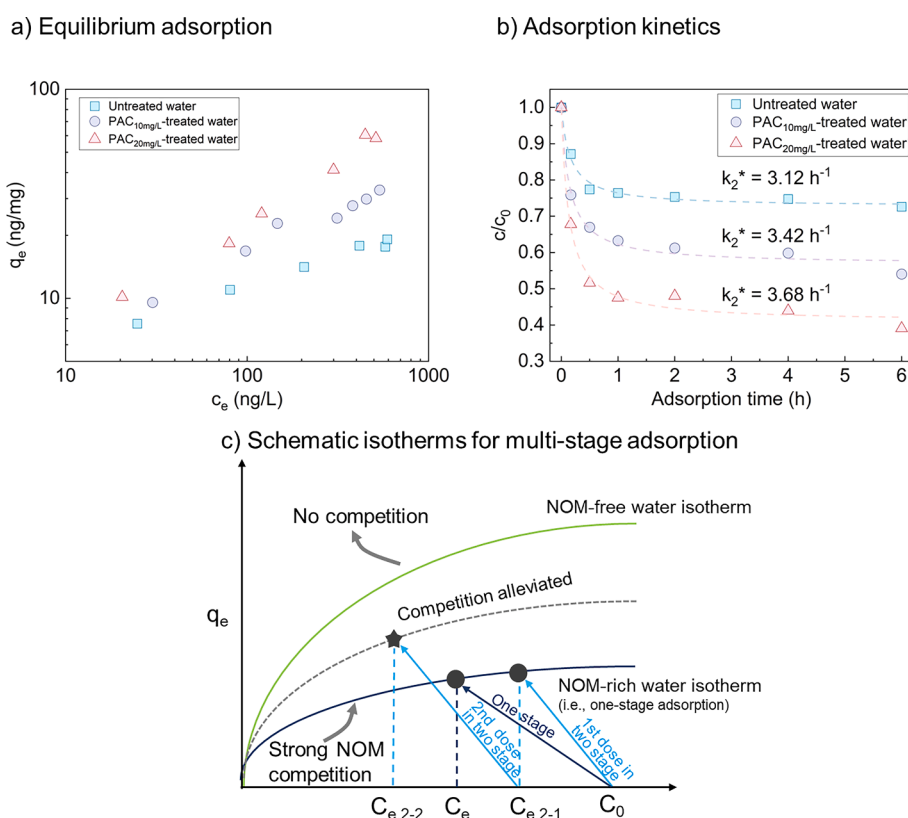 a) Equilibrium adsorption
100
10
qe (ng/mg)
Untreated water
PAC10mg/L-treated water
PAC20mg/L-treated water
10
100
1000
ce (ng/L)
b) Adsorption kinetics
1.0
0.9
0.8
0.7
0.6
0.5
0.4
0.3
c/c0
Untreated water
PAC10mg/L-treated water
PAC20mg/L-treated water
k2* = 3.12 h-1
k2* = 3.42 h-1
k2* = 3.68 h-1
0
1
2
3
4
5
6
Adsorption time (h)
c) Schematic isotherms for multi-stage adsorption
No competition
NOM-free water isotherm
Competition alleviated
qe
NOM-rich water isotherm
(i.e., one-stage adsorption)
Strong NOM
competition
2nd dose
in two stage
One stage
1st dose in
two stage
Ce,2-2
Ce
Ce,2-1
C0